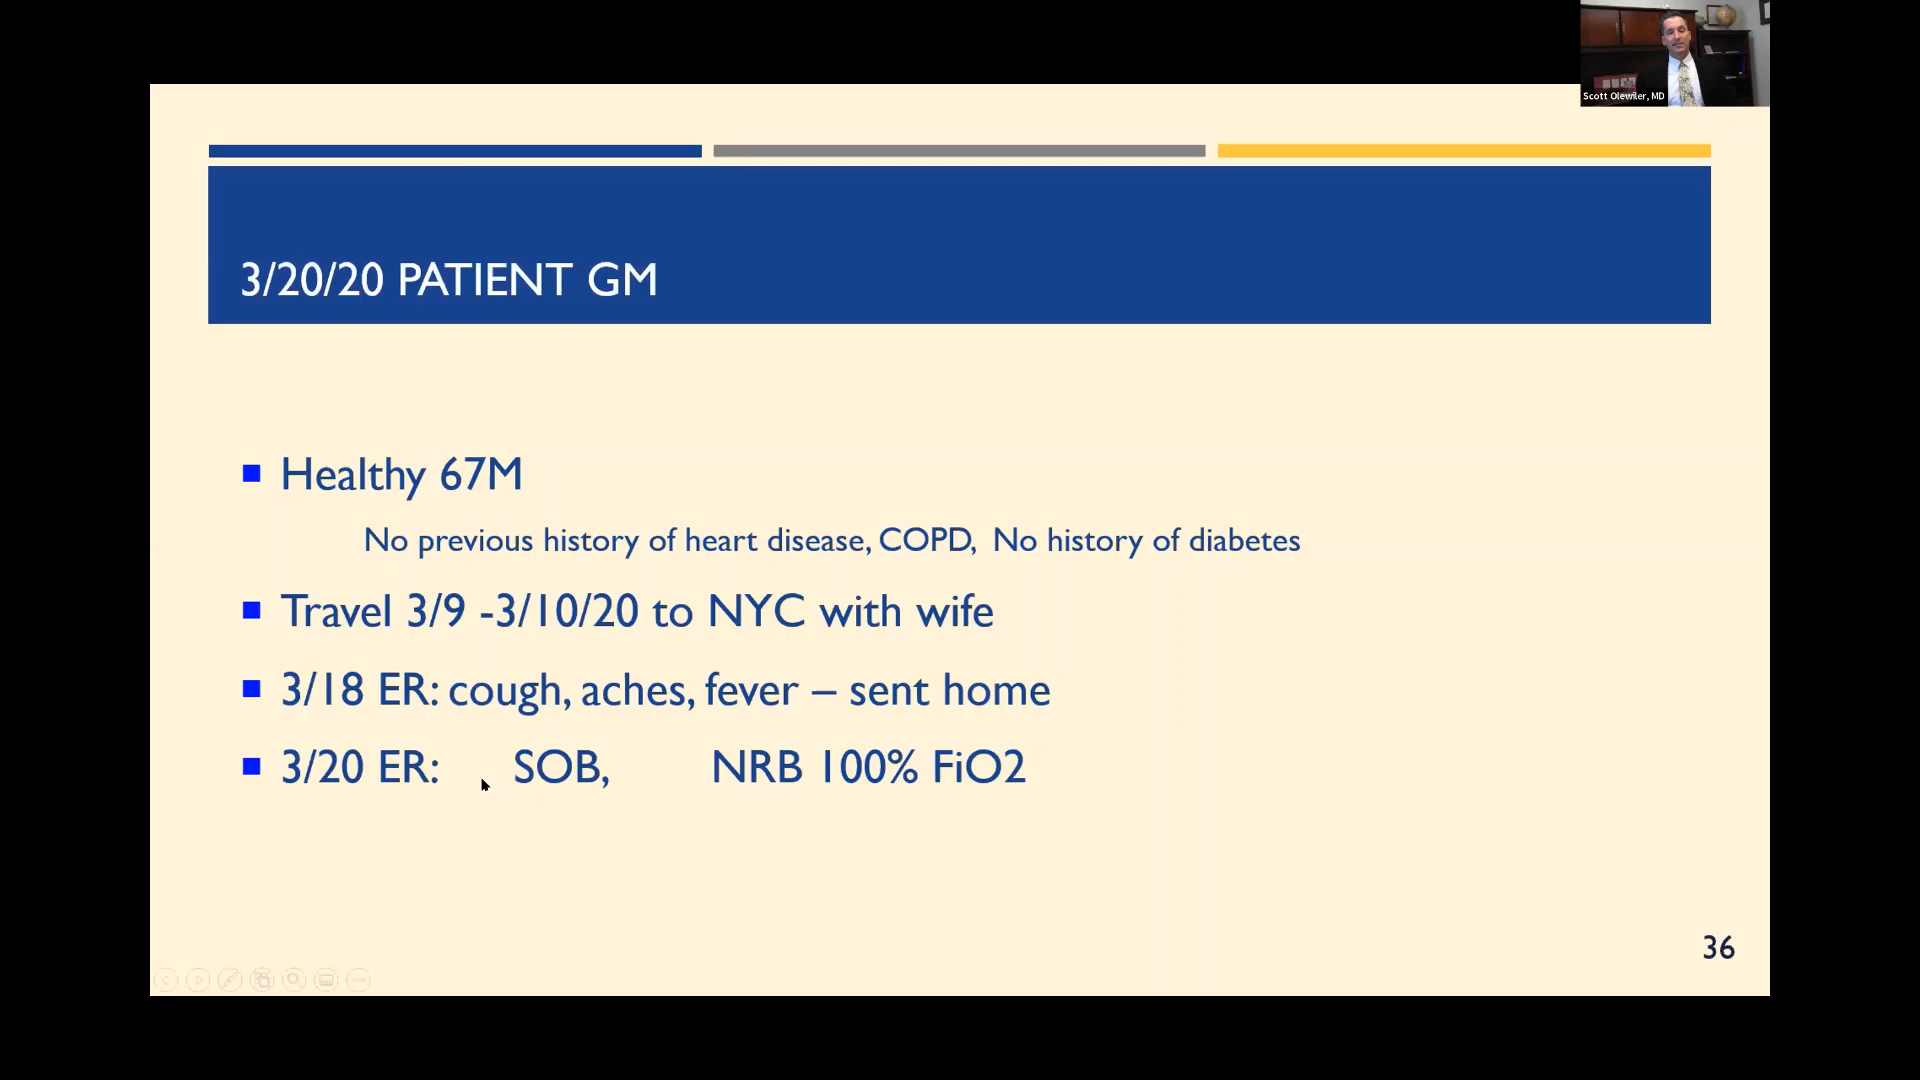 Scott Olewiler, MD
3/20/20 PATIENT GM
Healthy 67M
No previous history of heart disease, COPD, No history of diabetes
Travel 3/9 -3/10/20 to NYC with wife
3/18 ER: cough, aches, fever – sent home
3/20 ER: SOB, NRB 100% FiO2
36